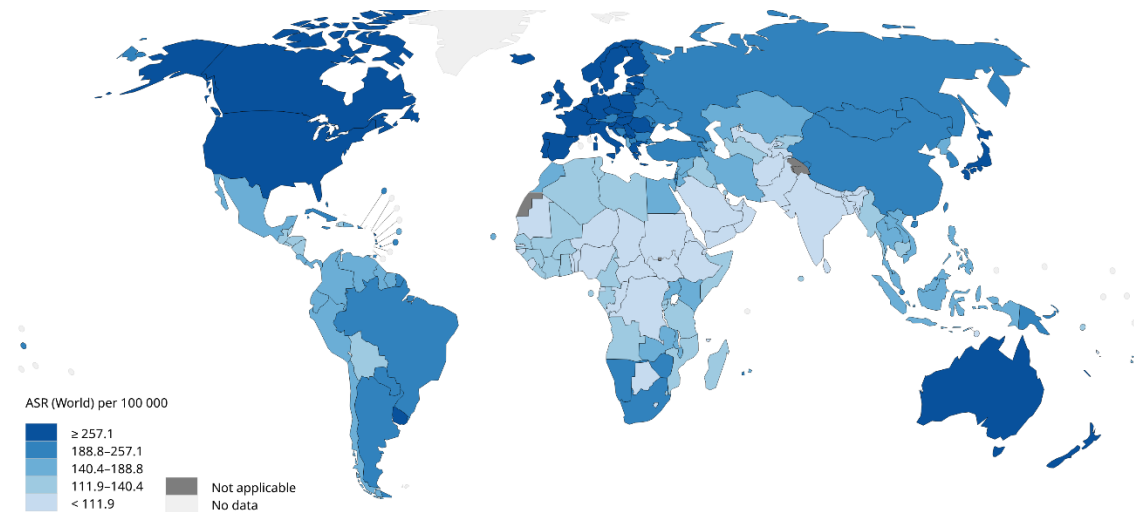 ASR (World) per 100 000
≥ 257.1
188.8–257.1
140.4–188.8
111.9–140.4
< 111.9
Not applicable
No data